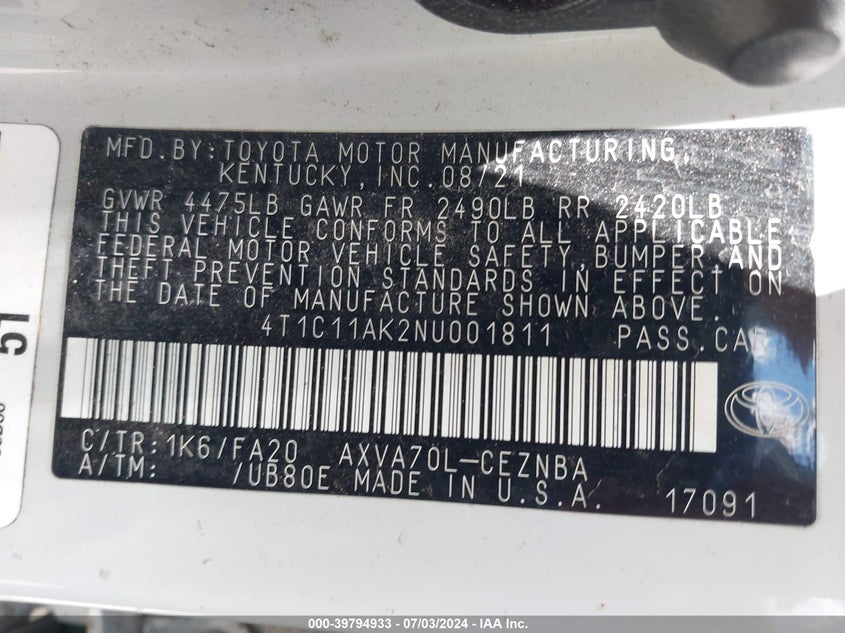 MFD.BY:TOYOTA MOTOR MANUFACTURING,
KENTUCKY,INC. 08/21
GVWR 4475LB GAWR FR 2490LB RR 2420LB
THIS VEHICLE CONFORMS TO ALL APPLICABLE
FEDERAL MOTOR VEHICLE SAFETY,BUMPER,AND
THEFT PREVENTION STANDARDS IN EFFECT ON
THE DATE OF MANUFACTURE SHOWN ABOVE.
4T1C11AK2NU001811 PASS.CAR
C/TR:1K6/FA20 AXVA70L-CEZNBA
A/TM: /UB80E MADE IN U.S.A. 17091
LC
000-39794933 - 07/03/2024 - IAA Inc.